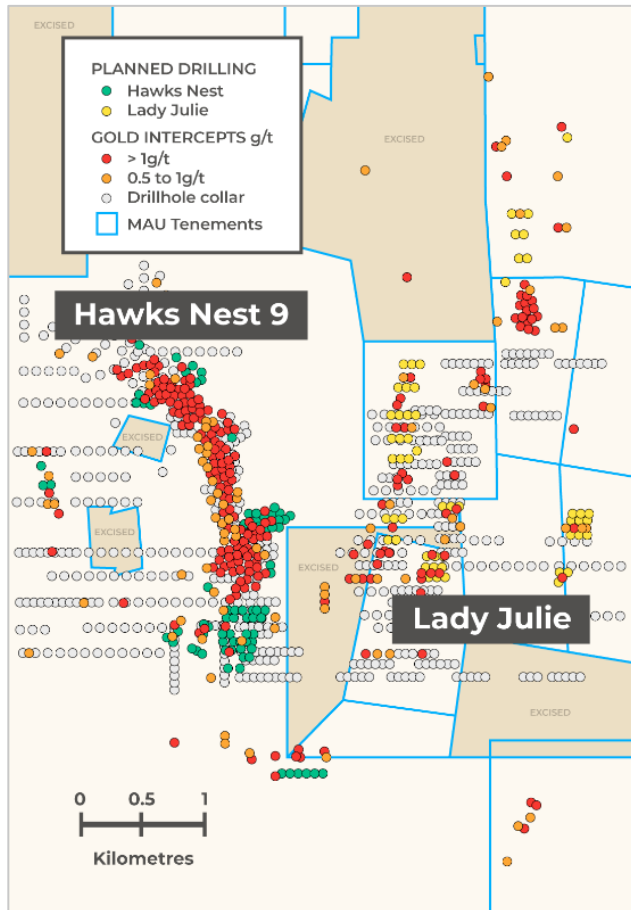 EXCISED
PLANNED DRILLING
Hawks Nest
Lady Julie
GOLD INTERCEPTS g/t
> 1g/t
0.5 to 1g/t
Drillhole collar
MAU Tenements
EXCISED
Hawks Nest 9
EXCISED
EXCISED
EXCISED
Lady Julie
EXCISED
0 0.5 1
Kilometres